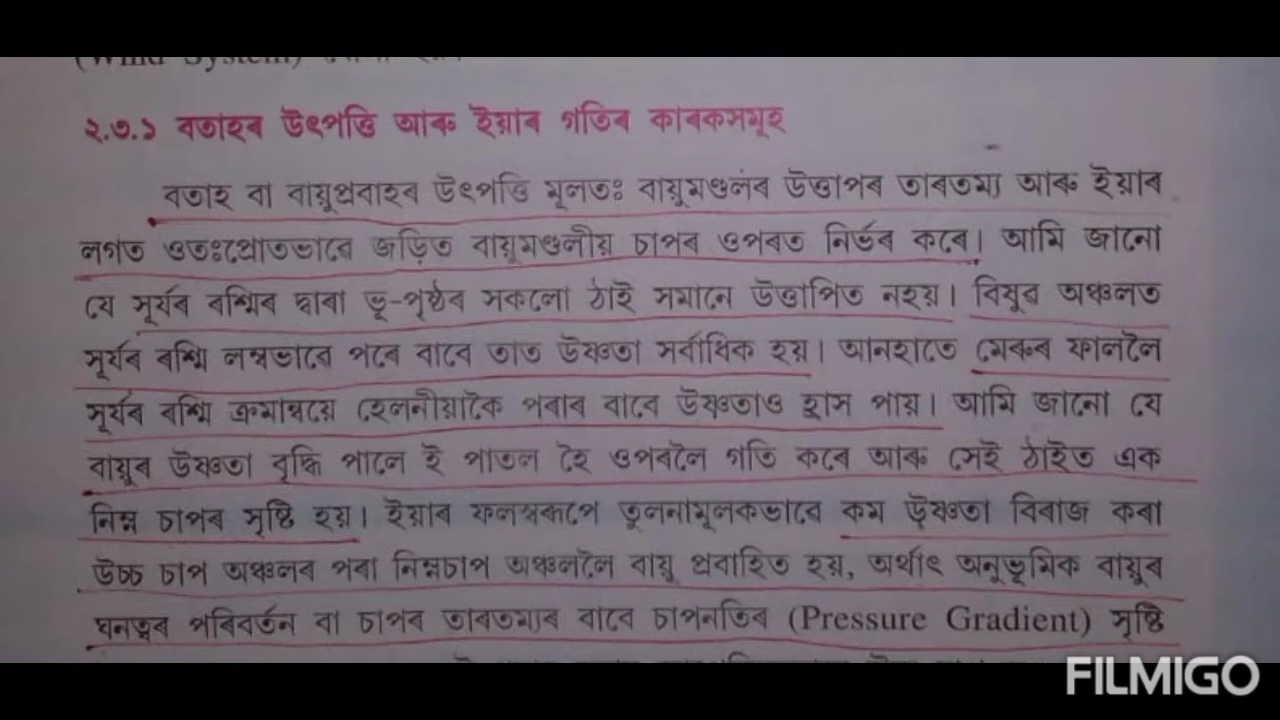 (Wind System)
২.৩.১ বতাহৰ উৎপত্তি আৰু ইয়াৰ গতিৰ কাৰকসমূহ
বতাহ বা বায়ুপ্ৰবাহৰ উৎপত্তি মূলতঃ বায়ুমণ্ডলৰ উত্তাপৰ তাৰতম্য আৰু ইয়াৰ
লগত ওতঃপ্ৰোতভাৱে জড়িত বায়ুমণ্ডলীয় চাপৰ ওপৰত নিৰ্ভৰ কৰে। আমি জানো
যে সূৰ্যৰ ৰশ্মিৰ দ্বাৰা ভূ-পৃষ্ঠৰ সকলো ঠাই সমানে উত্তাপিত নহয়। বিষুৱ অঞ্চলত
সূৰ্যৰ ৰশ্মি লম্বভাৱে পৰে বাবে তাত উষ্ণতা সৰ্বাধিক হয়। আনহাতে মেৰুৰ ফাললৈ
সূৰ্যৰ ৰশ্মি ক্ৰমান্বয়ে হেলনীয়াকৈ পৰাৰ বাবে উষ্ণতাও হ্ৰাস পায়। আমি জানো যে
বায়ুৰ উষ্ণতা বৃদ্ধি পালে ই পাতল হৈ ওপৰলৈ গতি কৰে আৰু সেই ঠাইত এক
নিম্ন চাপৰ সৃষ্টি হয়। ইয়াৰ ফলস্বৰূপে তুলনামূলকভাৱে কম উষ্ণতা বিৰাজ কৰা
উচ্চ চাপ অঞ্চলৰ পৰা নিম্নচাপ অঞ্চললৈ বায়ু প্ৰবাহিত হয়, অৰ্থাৎ অনুভূমিক বায়ুৰ
ঘনত্বৰ পৰিবৰ্তন বা চাপৰ তাৰতম্যৰ বাবে চাপনতিৰ (Pressure Gradient) সৃষ্টি
FILMIGO